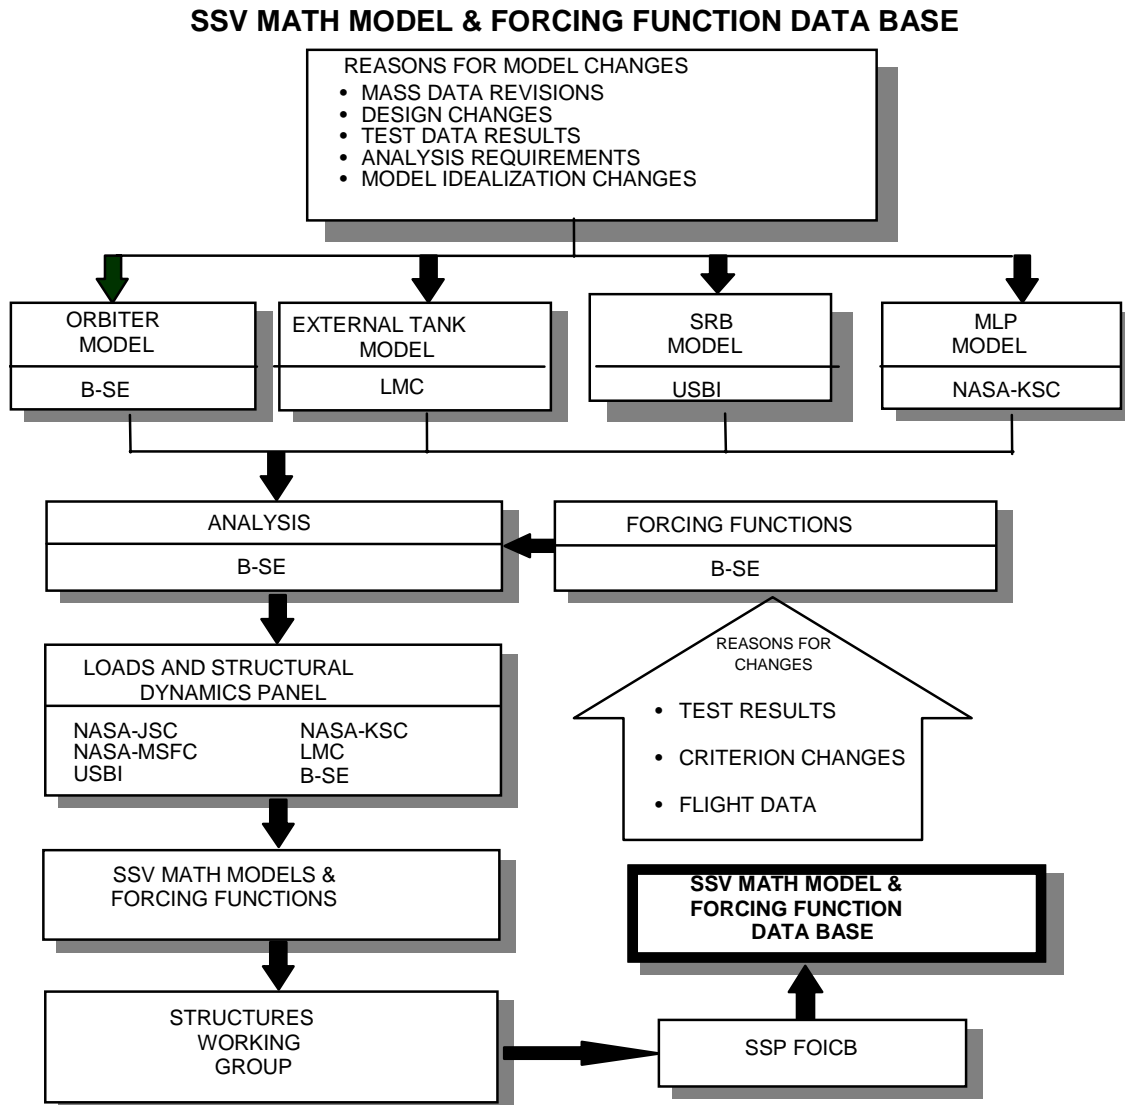 SSV MATH MODEL & FORCING FUNCTION DATA BASE
REASONS FOR MODEL CHANGES
• MASS DATA REVISIONS
• DESIGN CHANGES
• TEST DATA RESULTS
• ANALYSIS REQUIREMENTS
• MODEL IDEALIZATION CHANGES
ORBITER
MODEL
B-SE
EXTERNAL TANK
MODEL
LMC
SRB
MODEL
USBI
MLP
MODEL
NASA-KSC
ANALYSIS
B-SE
FORCING FUNCTIONS
B-SE
REASONS FOR
CHANGES
• TEST RESULTS
• CRITERION CHANGES
• FLIGHT DATA
LOADS AND STRUCTURAL
DYNAMICS PANEL
NASA-JSC NASA-KSC
NASA-MSFC LMC
USBI B-SE
SSV MATH MODELS &
FORCING FUNCTIONS
STRUCTURES
WORKING
GROUP
SSP FOICB
SSV MATH MODEL &
FORCING FUNCTION
DATA BASE